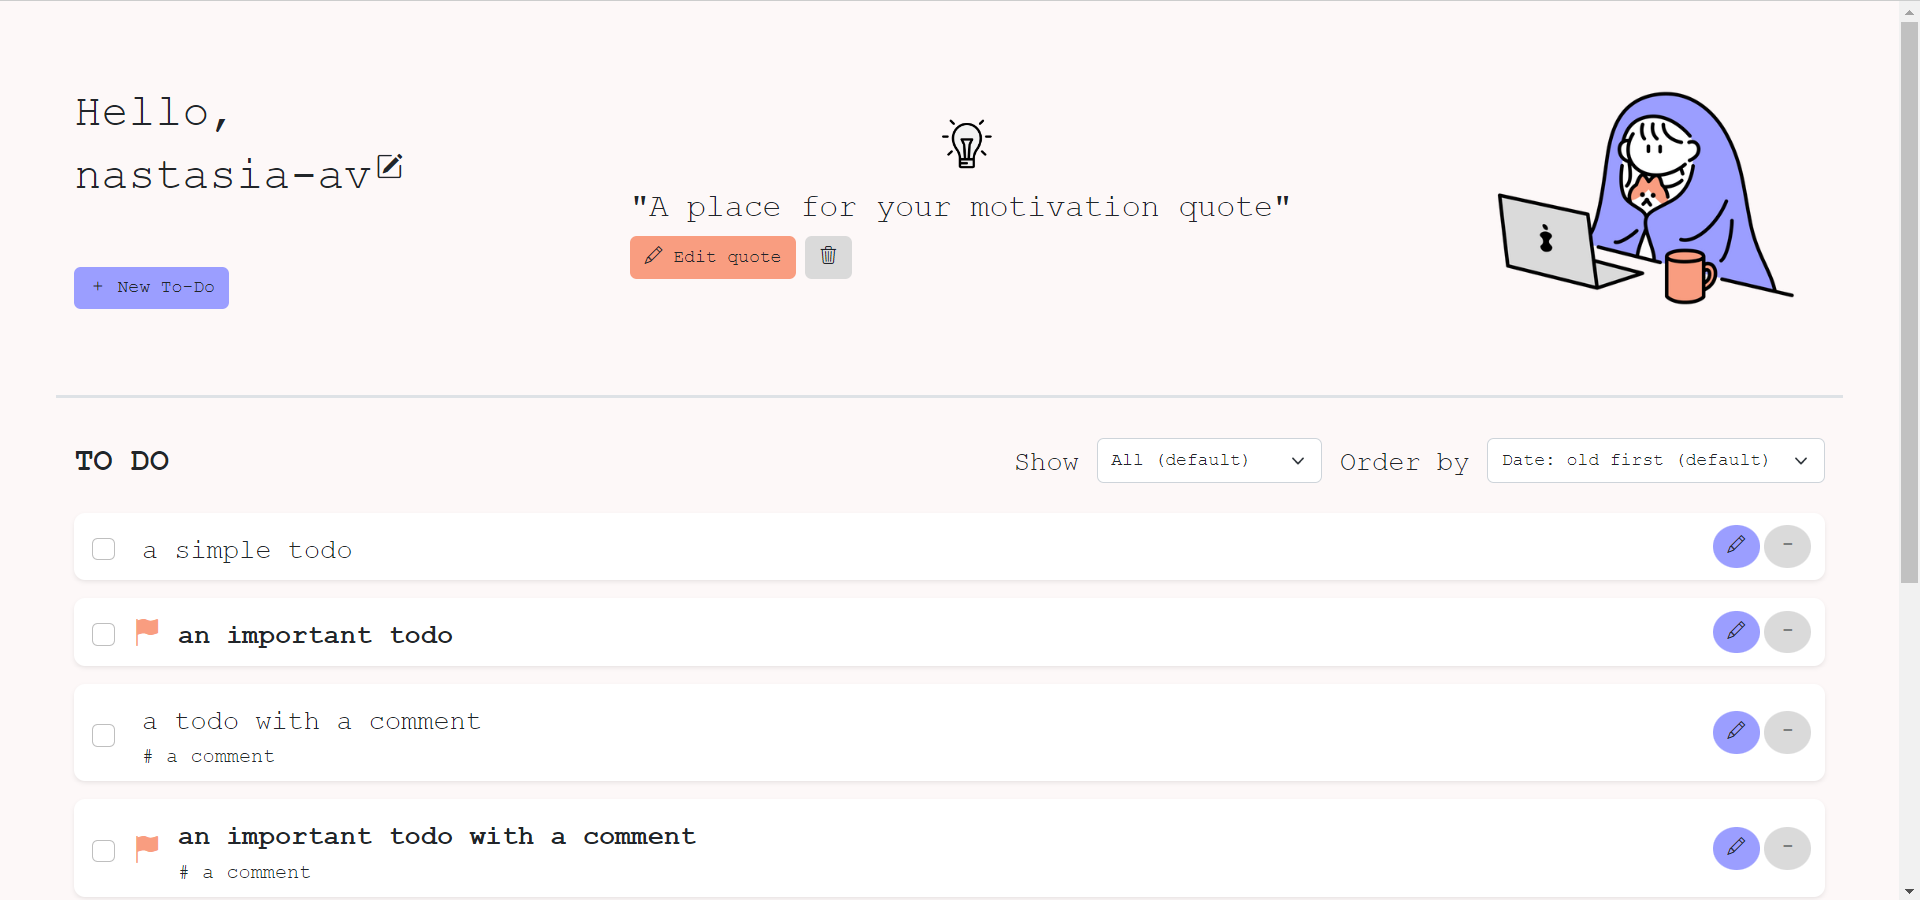 Hello,
nastasia-av
"A place for your motivation quote"
Edit quote
+ New To-Do
TO DO
Show All (default) Order by Date: old first (default)
a simple todo
an important todo
a todo with a comment
# a comment
an important todo with a comment
# a comment